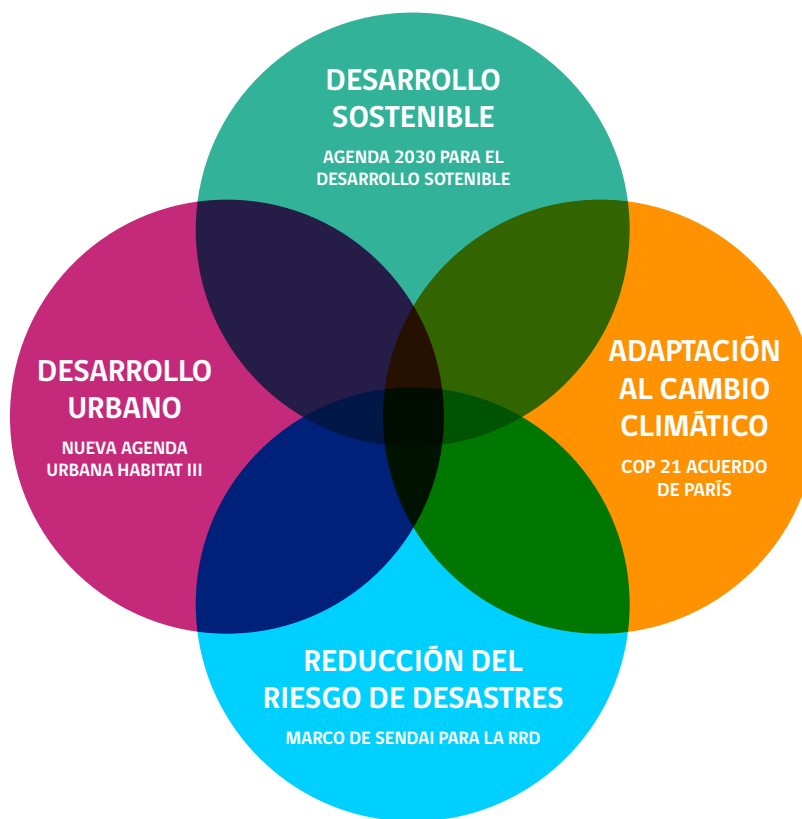 DESARROLLO
SOSTENIBLE
AGENDA 2030 PARA EL
DESARROLLO SOTENIBLE
DESARROLLO
URBANO
NUEVA AGENDA
URBANA HABITAT III
ADAPTACIÓN
AL CAMBIO
CLIMÁTICO
COP 21 ACUERDO
DE PARÍS
REDUCCIÓN DEL
RIESGO DE DESASTRES
MARCO DE SENDAI PARA LA RRD